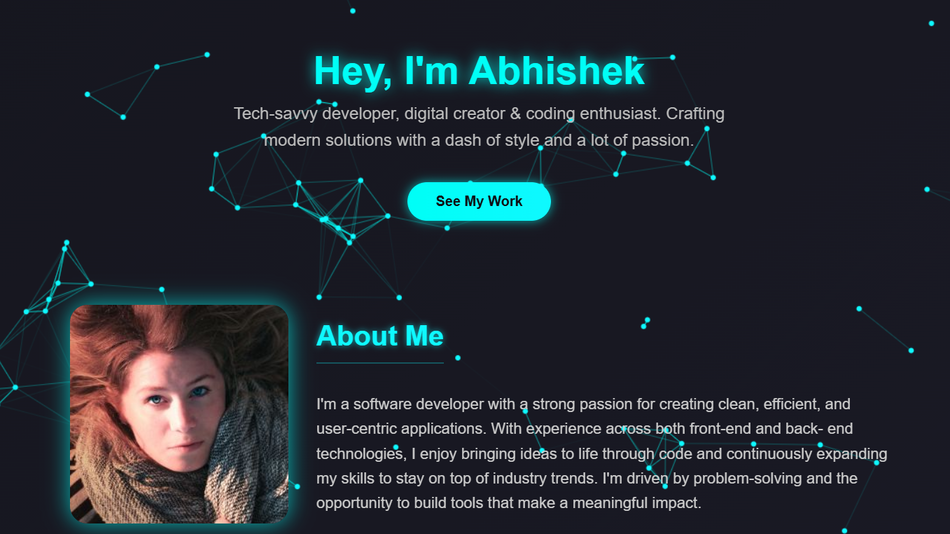 Hey, I'm Abhishek
Tech-savvy developer, digital creator & coding enthusiast. Crafting
modern solutions with a dash of style and a lot of passion.
See My Work
About Me
I'm a software developer with a strong passion for creating clean, efficient, and
user-centric applications. With experience across both front-end and back- end
technologies, I enjoy bringing ideas to life through code and continuously expanding
my skills to stay on top of industry trends. I'm driven by problem-solving and the
opportunity to build tools that make a meaningful impact.